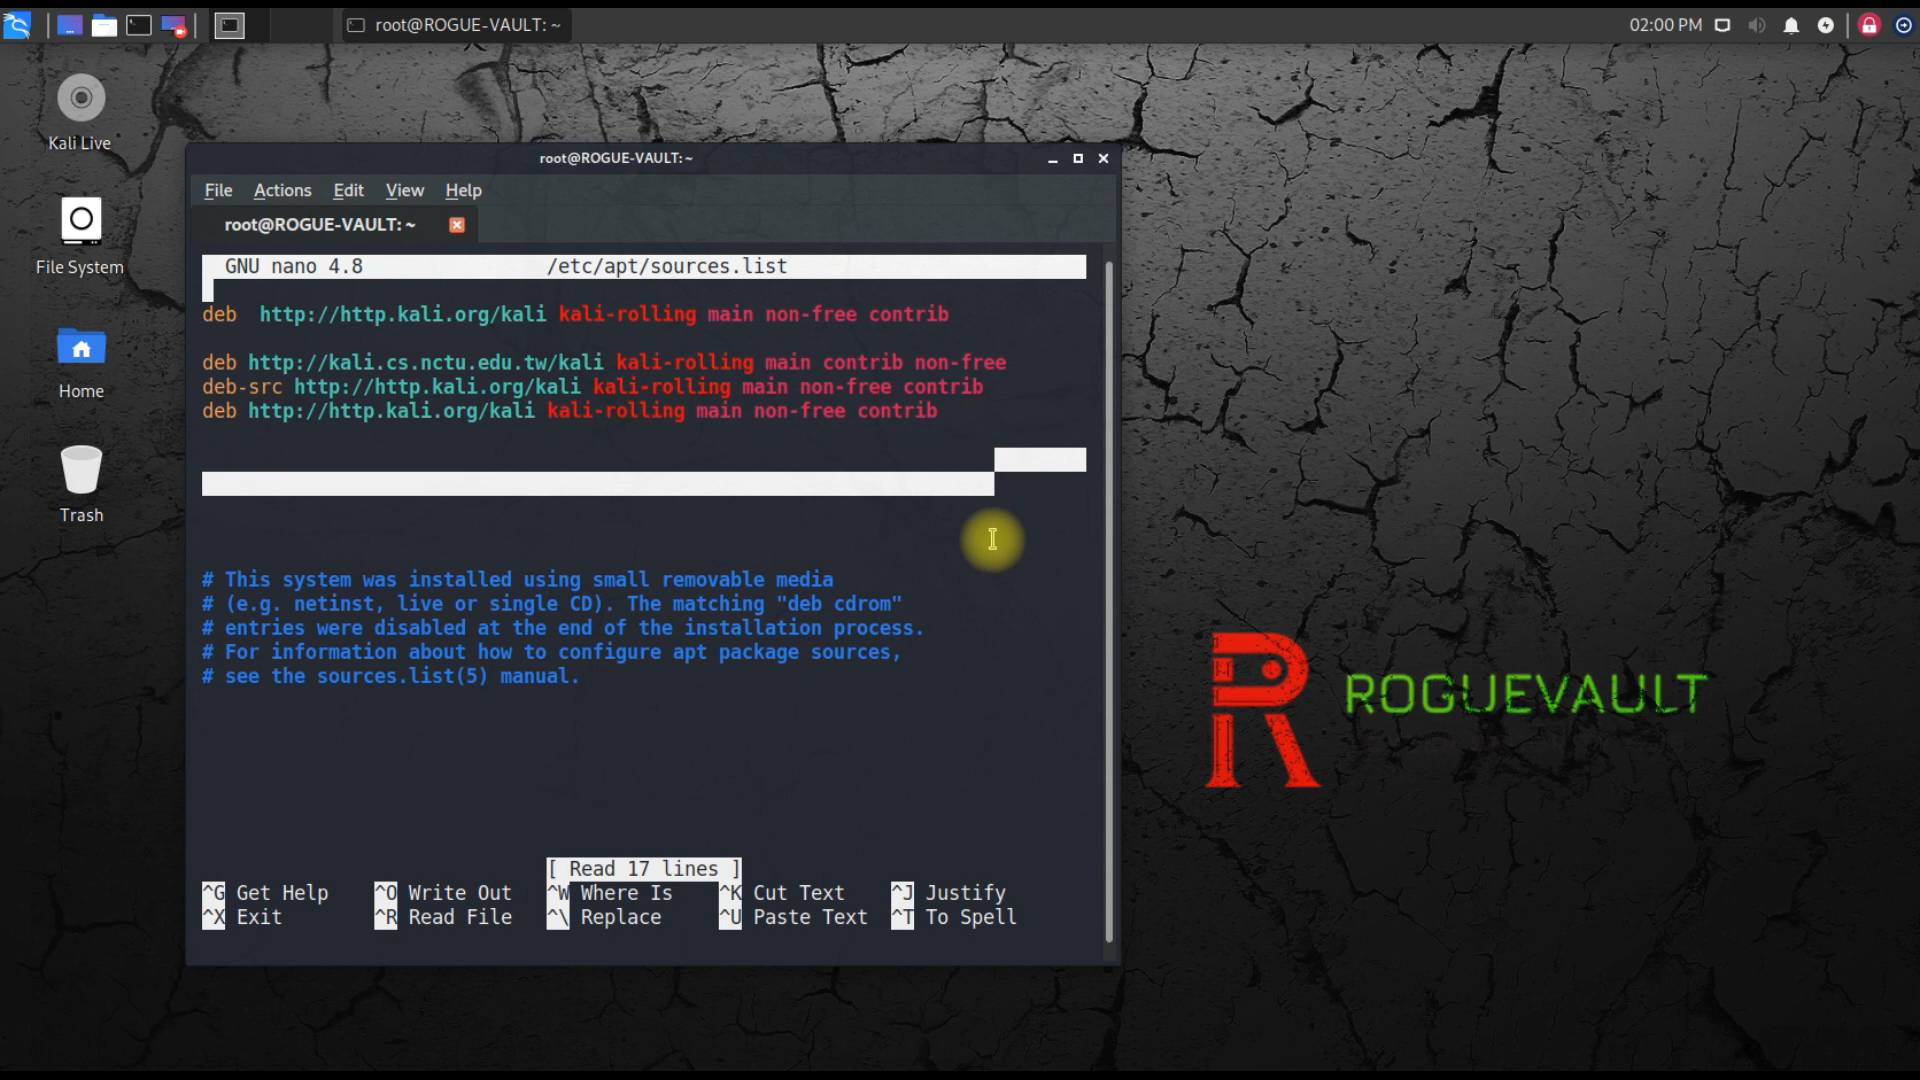 root@ROGUE-VAULT: ~
02:00 PM
Kali Live
File System
Home
Trash
root@ROGUE-VAULT: ~
File Actions Edit View Help
root@ROGUE-VAULT: ~
GNU nano 4.8 /etc/apt/sources.list
deb  http://http.kali.org/kali kali-rolling main non-free contrib
deb http://kali.cs.nctu.edu.tw/kali kali-rolling main contrib non-free
deb-src http://http.kali.org/kali kali-rolling main non-free contrib
deb http://http.kali.org/kali kali-rolling main non-free contrib
# This system was installed using small removable media
# (e.g. netinst, live or single CD). The matching "deb cdrom"
# entries were disabled at the end of the installation process.
# For information about how to configure apt package sources,
# see the sources.list(5) manual.
[ Read 17 lines ]
^G Get Help ^O Write Out ^W Where Is ^K Cut Text ^J Justify
^X Exit ^R Read File ^\ Replace ^U Paste Text ^T To Spell
R ROGUEVAULT